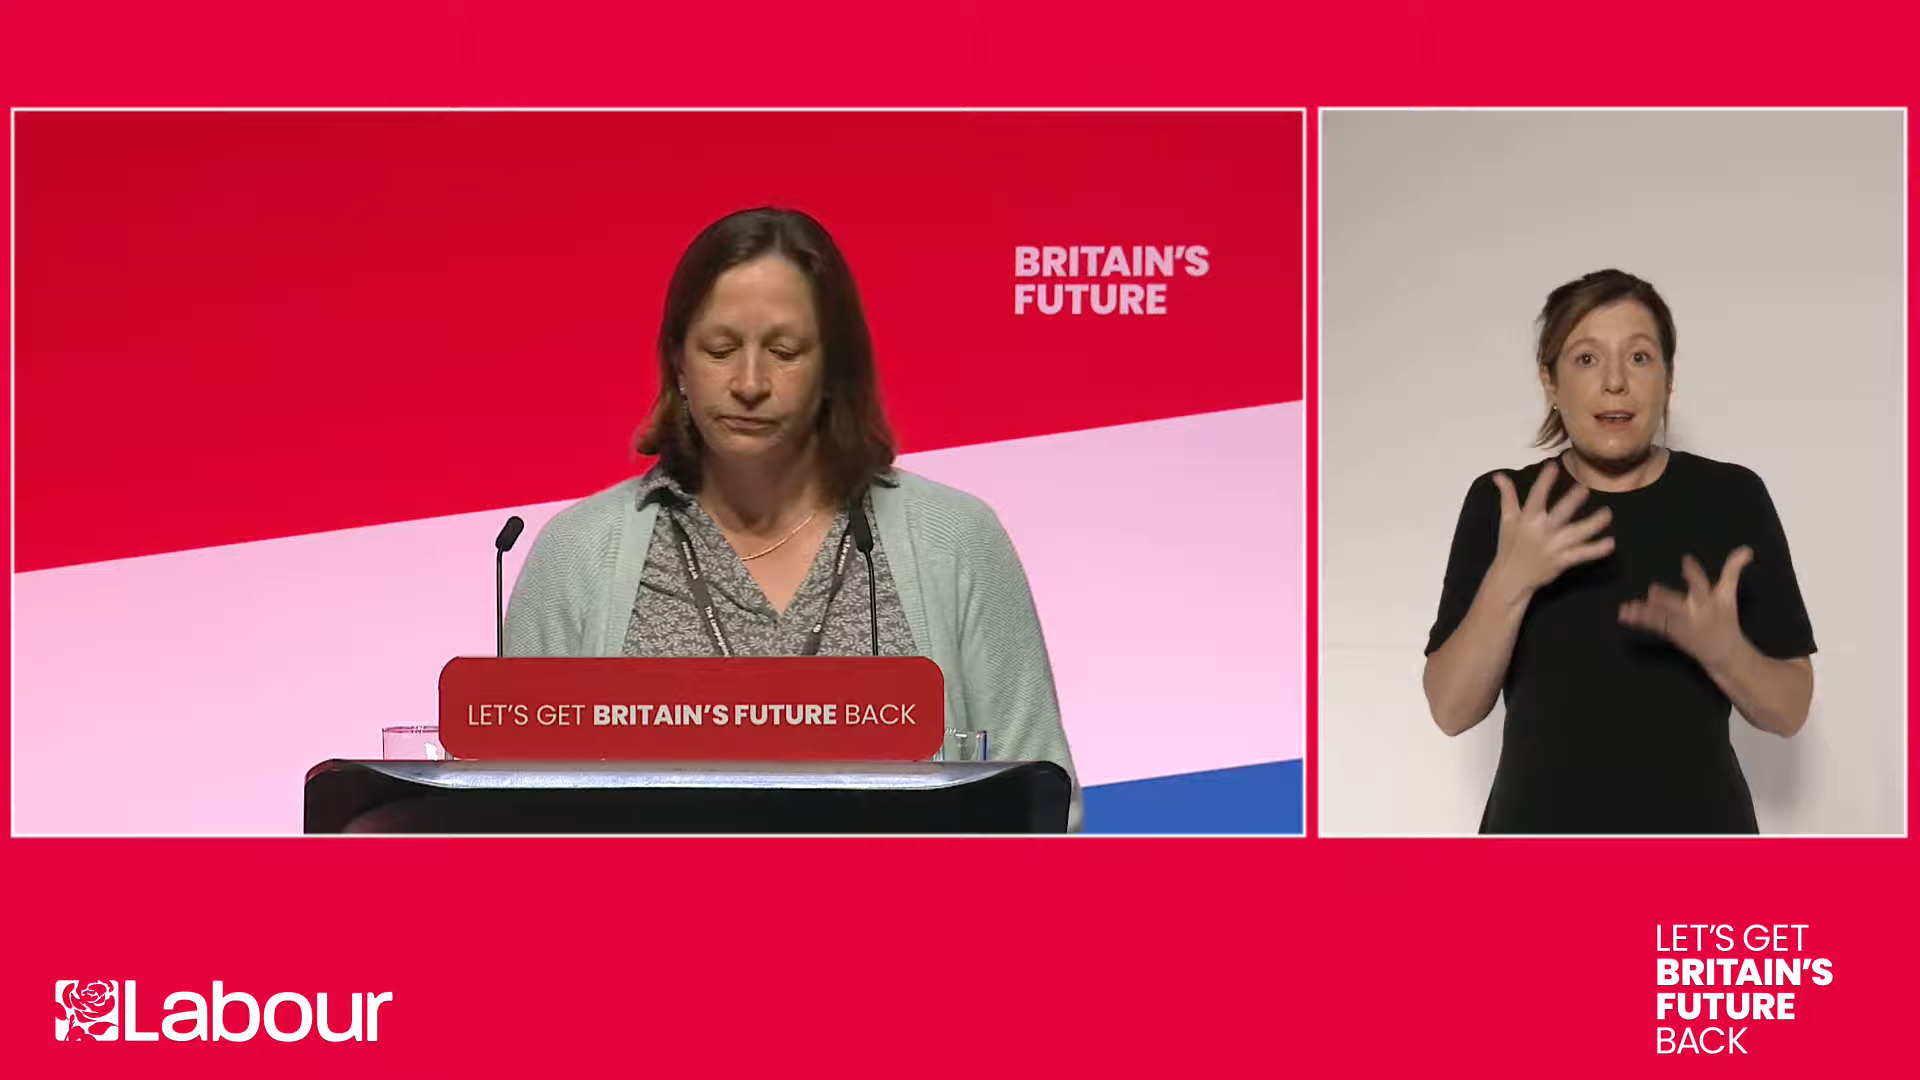 BRITAIN'S
FUTURE
LET'S GET BRITAIN'S FUTURE BACK
Labour
LET'S GET
BRITAIN'S
FUTURE
BACK